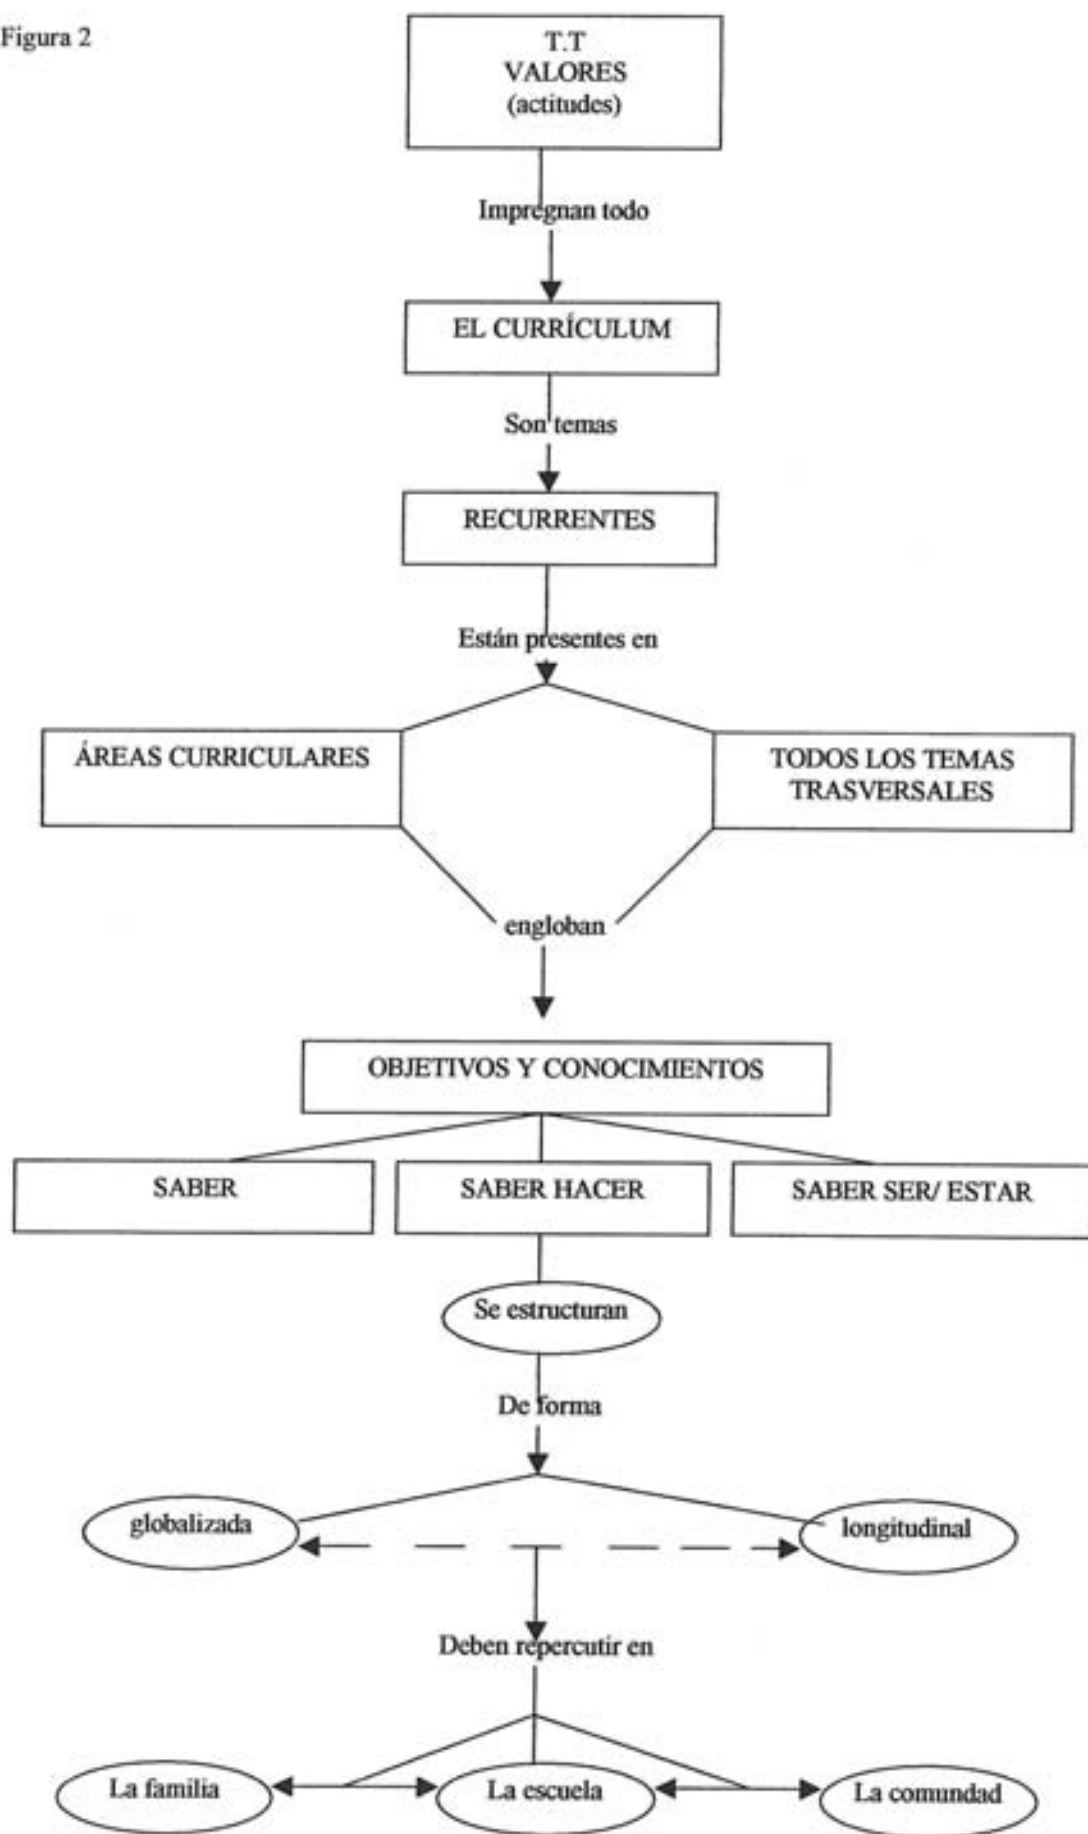 Figura 2
T.T
VALORES
(actitudes)
Impregnan todo
EL CURRÍCULUM
Son temas
RECURRENTES
Están presentes en
ÁREAS CURRICULARES
TODOS LOS TEMAS
TRASVERSALES
engloban
OBJETIVOS Y CONOCIMIENTOS
SABER
SABER HACER
SABER SER/ ESTAR
Se estructuran
De forma
globalizada
longitudinal
Deben repercutir en
La familia
La escuela
La comundad